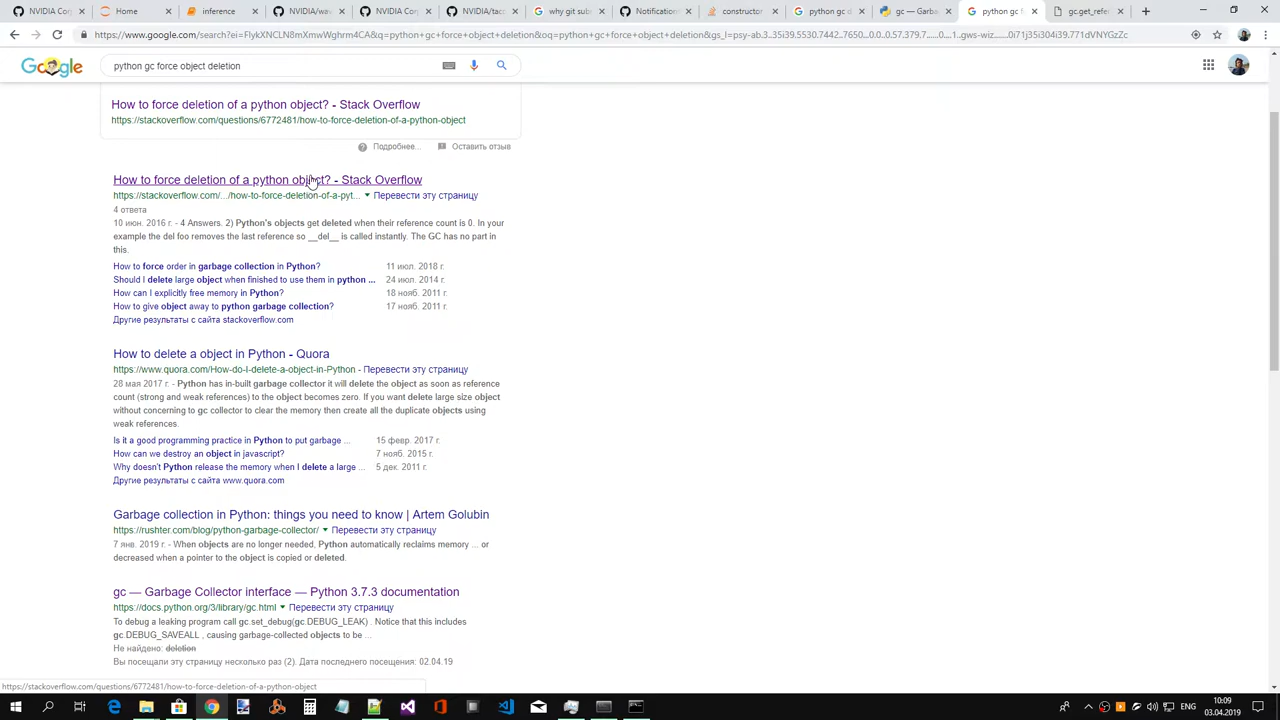 Home
force inference
NVIDIA/wav
NVIDIA Cod
NVIDIA/tac
why git sub
Notification
constructor
python gc d
gc — Garb
python gc f
gc.get_refer
https://www.google.com/search?ei=FIykXNCLN8mXmwWghrm4CA&q=python+gc+force+object+deletion&oq=python+gc+force+object+deletion&gs_l=psy-ab.3..35i39.5530.7442..7650...0.0..0.57.379.7......0....1..gws-wiz.......0i71j35i304i39.771dVNYGzZc
Google
python gc force object deletion
How to force deletion of a python object? - Stack Overflow
https://stackoverflow.com/questions/6772481/how-to-force-deletion-of-a-python-object
Подробнее... Оставить отзыв
How to force deletion of a python object? - Stack Overflow
https://stackoverflow.com/.../how-to-force-deletion-of-a-pyt... Перевести эту страницу
4 ответа
10 июн. 2016 г. - 4 Answers. 2) Python's objects get deleted when their reference count is 0. In your
example the del foo removes the last reference so __del__ is called instantly. The GC has no part in
this.
How to force order in garbage collection in Python? 11 июл. 2018 г.
Should I delete large object when finished to use them in python ... 24 июл. 2014 г.
How can I explicitly free memory in Python? 18 нояб. 2011 г.
How to give object away to python garbage collection? 17 нояб. 2011 г.
Другие результаты с сайта stackoverflow.com
How to delete a object in Python - Quora
https://www.quora.com/How-do-I-delete-a-object-in-Python - Перевести эту страницу
28 мая 2017 г. - Python has in-built garbage collector it will delete the object as soon as reference
count (strong and weak references) to the object becomes zero. If you want delete large size object
without concerning to gc collector to clear the memory then create all the duplicate objects using
weak references.
Is it a good programming practice in Python to put garbage ... 15 февр. 2017 г.
How can we destroy an object in javascript? 7 нояб. 2015 г.
Why doesn't Python release the memory when I delete a large ... 5 дек. 2011 г.
Другие результаты с сайта www.quora.com
Garbage collection in Python: things you need to know | Artem Golubin
https://rushter.com/blog/python-garbage-collector/ Перевести эту страницу
7 янв. 2019 г. - When objects are no longer needed, Python automatically reclaims memory ... or
decreased when a pointer to the object is copied or deleted.
gc — Garbage Collector interface — Python 3.7.3 documentation
https://docs.python.org/3/library/gc.html Перевести эту страницу
To debug a leaking program call gc.set_debug(gc.DEBUG_LEAK) . Notice that this includes
gc.DEBUG_SAVEALL , causing garbage-collected objects to be ...
Не найдено: deletion
Вы посещали эту страницу несколько раз (2). Дата последнего посещения: 02.04.19
https://stackoverflow.com/questions/6772481/how-to-force-deletion-of-a-python-object
ENG
10:09
03.04.2019